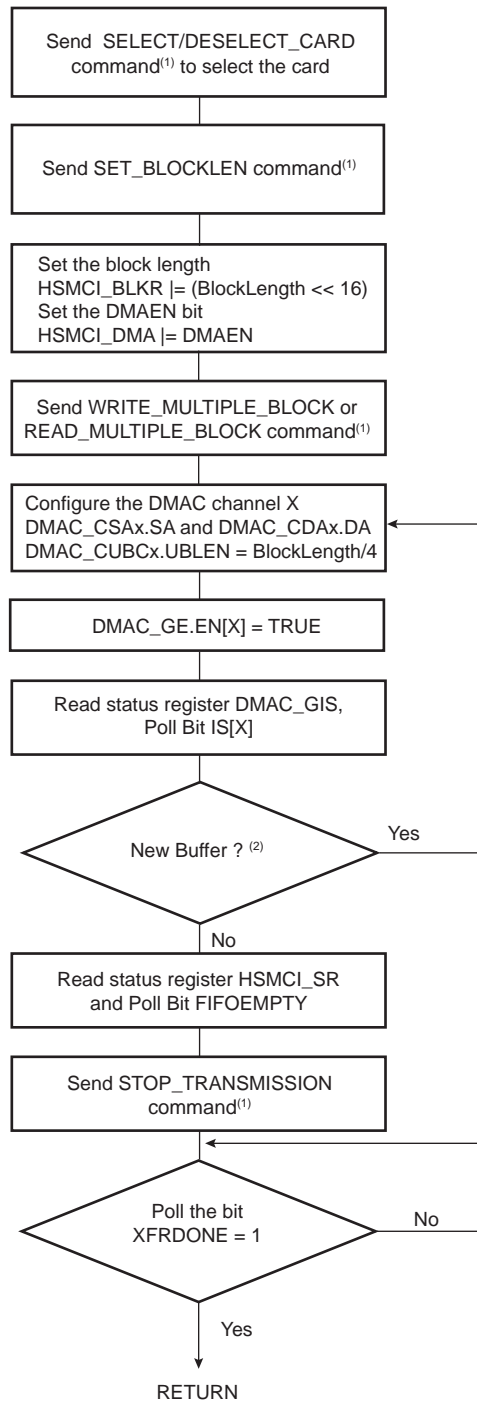 Send SELECT/DESELECT_CARD
command(1) to select the card
Send SET_BLOCKLEN command(1)
Set the block length
HSMCI_BLKR |= (BlockLength << 16)
Set the DMAEN bit
HSMCI_DMA |= DMAEN
Send WRITE_MULTIPLE_BLOCK or
READ_MULTIPLE_BLOCK command(1)
Configure the DMAC channel X
DMAC_CSAx.SA and DMAC_CDAx.DA
DMAC_CUBCx.UBLEN = BlockLength/4
DMAC_GE.EN[X] = TRUE
Read status register DMAC_GIS,
Poll Bit IS[X]
New Buffer ? (2)
Yes
No
Read status register HSMCI_SR
and Poll Bit FIFOEMPTY
Send STOP_TRANSMISSION
command(1)
Poll the bit
XFRDONE = 1
No
Yes
RETURN